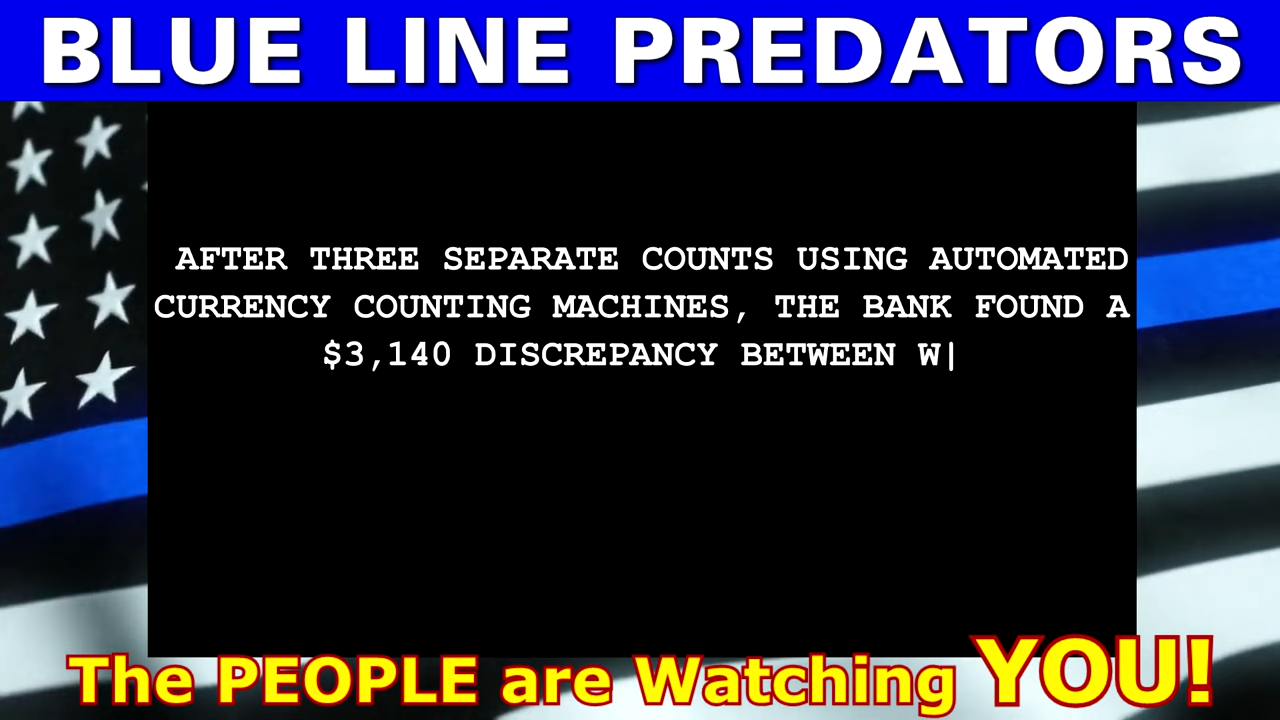 BLUE LINE PREDATORS
AFTER THREE SEPARATE COUNTS USING AUTOMATED
CURRENCY COUNTING MACHINES, THE BANK FOUND A
$3,140 DISCREPANCY BETWEEN W|
The PEOPLE are Watching YOU!